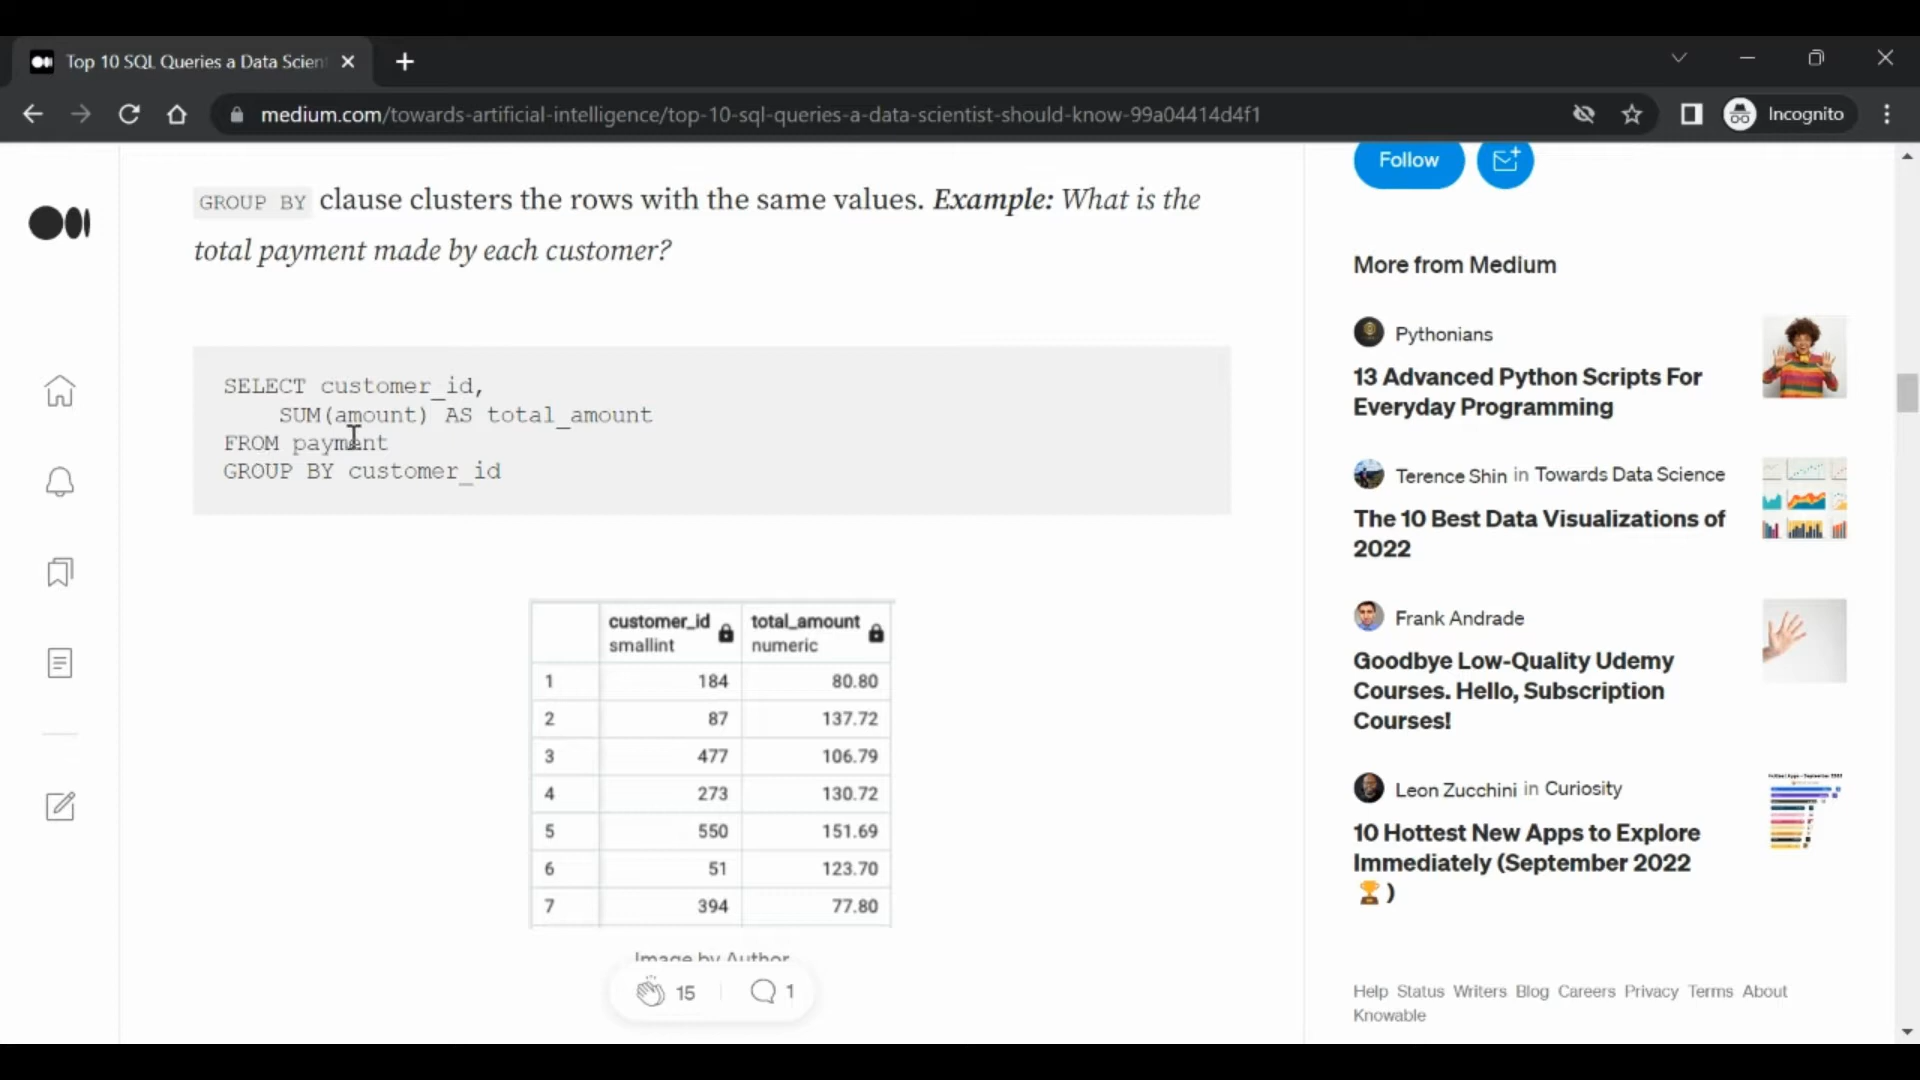 Top 10 SQL Queries a Data Scien
medium.com/towards-artificial-intelligence/top-10-sql-queries-a-data-scientist-should-know-99a04414d4f1
Incognito
GROUP BY clause clusters the rows with the same values. Example: What is the
total payment made by each customer?
SELECT customer_id,
SUM(amount) AS total_amount
FROM payment
GROUP BY customer_id
customer_id total_amount
smallint numeric
1 184 80.80
2 87 137.72
3 477 106.79
4 273 130.72
5 550 151.69
6 51 123.70
7 394 77.80
Image by Author
15 1
Follow
More from Medium
Pythonians
13 Advanced Python Scripts For
Everyday Programming
Terence Shin in Towards Data Science
The 10 Best Data Visualizations of
2022
Frank Andrade
Goodbye Low-Quality Udemy
Courses. Hello, Subscription
Courses!
Leon Zucchini in Curiosity
10 Hottest New Apps to Explore
Immediately (September 2022
🏆 )
Help Status Writers Blog Careers Privacy Terms About
Knowable